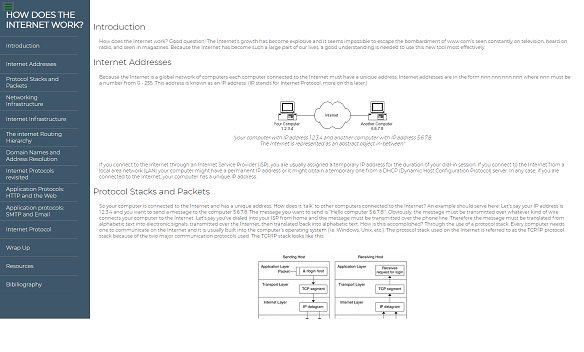 HOW DOES THE
INTERNET WORK?
Introduction
Internet Addresses
Protocol Stacks and
Packets
Networking
Infrastructure
Internet Infrastructure
The internet Routing
Hierarchy
Domain Names and
Address Resolution
Internet Protocols
revisited
Application Protocols:
HTTP and the Web
Application protocols:
SMTP and Email
Internet Protocol
Wrap Up
Resources
Bibliography
Introduction
How does the internet work? Good question! The Internet's growth has become explosive and it seems impossible to escape the bombardment of www.com's seen constantly on television, heard on
radio, and seen in magazines. Because the Internet has become such a large part of our lives, a good understanding is needed to use this new tool most effectively.
Internet Addresses
Because the Internet is a global network of computers each computer connected to the Internet must have a unique address. Internet addresses are in the form nnn.nnn.nnn.nnn where nnn must be
a number from 0 - 255. This address is known as an IP address. (IP stands for Internet Protocol; more on this later.)
Internet
Your Computer
1.2.3.4
Another Computer
5.6.7.8
"your computer with IP address 1.2.3.4 and another computer with IP address 5.6.7.8.
The Internet is represented as an abstract object in-between"
If you connect to the Internet through an Internet Service Provider (ISP), you are usually assigned a temporary IP address for the duration of your dial-in session. If you connect to the Internet from a
local area network (LAN) your computer might have a permanent IP address or it might obtain a temporary one from a DHCP (Dynamic Host Configuration Protocol) server. In any case, if you are
connected to the Internet, your computer has a unique IP address.
Protocol Stacks and Packets
So your computer is connected to the Internet and has a unique address. How does it 'talk' to other computers connected to the Internet? An example should serve here: Let's say your IP address is
1.2.3.4 and you want to send a message to the computer 5.6.7.8. The message you want to send is "Hello computer 5.6.7.8!". Obviously, the message must be transmitted over whatever kind of wire
connects your computer to the Internet. Let's say you've dialed into your ISP from home and the message must be transmitted over the phone line. Therefore the message must be translated from
alphabetic text into electronic signals, transmitted over the Internet, then translated back into alphabetic text. How is this accomplished? Through the use of a protocol stack. Every computer needs
one to communicate on the Internet and it is usually built into the computer's operating system (i.e. Windows, Unix, etc.). The protocol stack used on the Internet is referred to as the TCP/IP protocol
stack because of the two major communication protocols used. The TCP/IP stack looks like this:
Sending Host
Receiving Host
Application Layer
Packet
A rlogin host
Application Layer
Receives
request for login
Transport Layer
TCP segment
Transport Layer
TCP segment
Internet Layer
IP datagram
Internet Layer
IP datagram